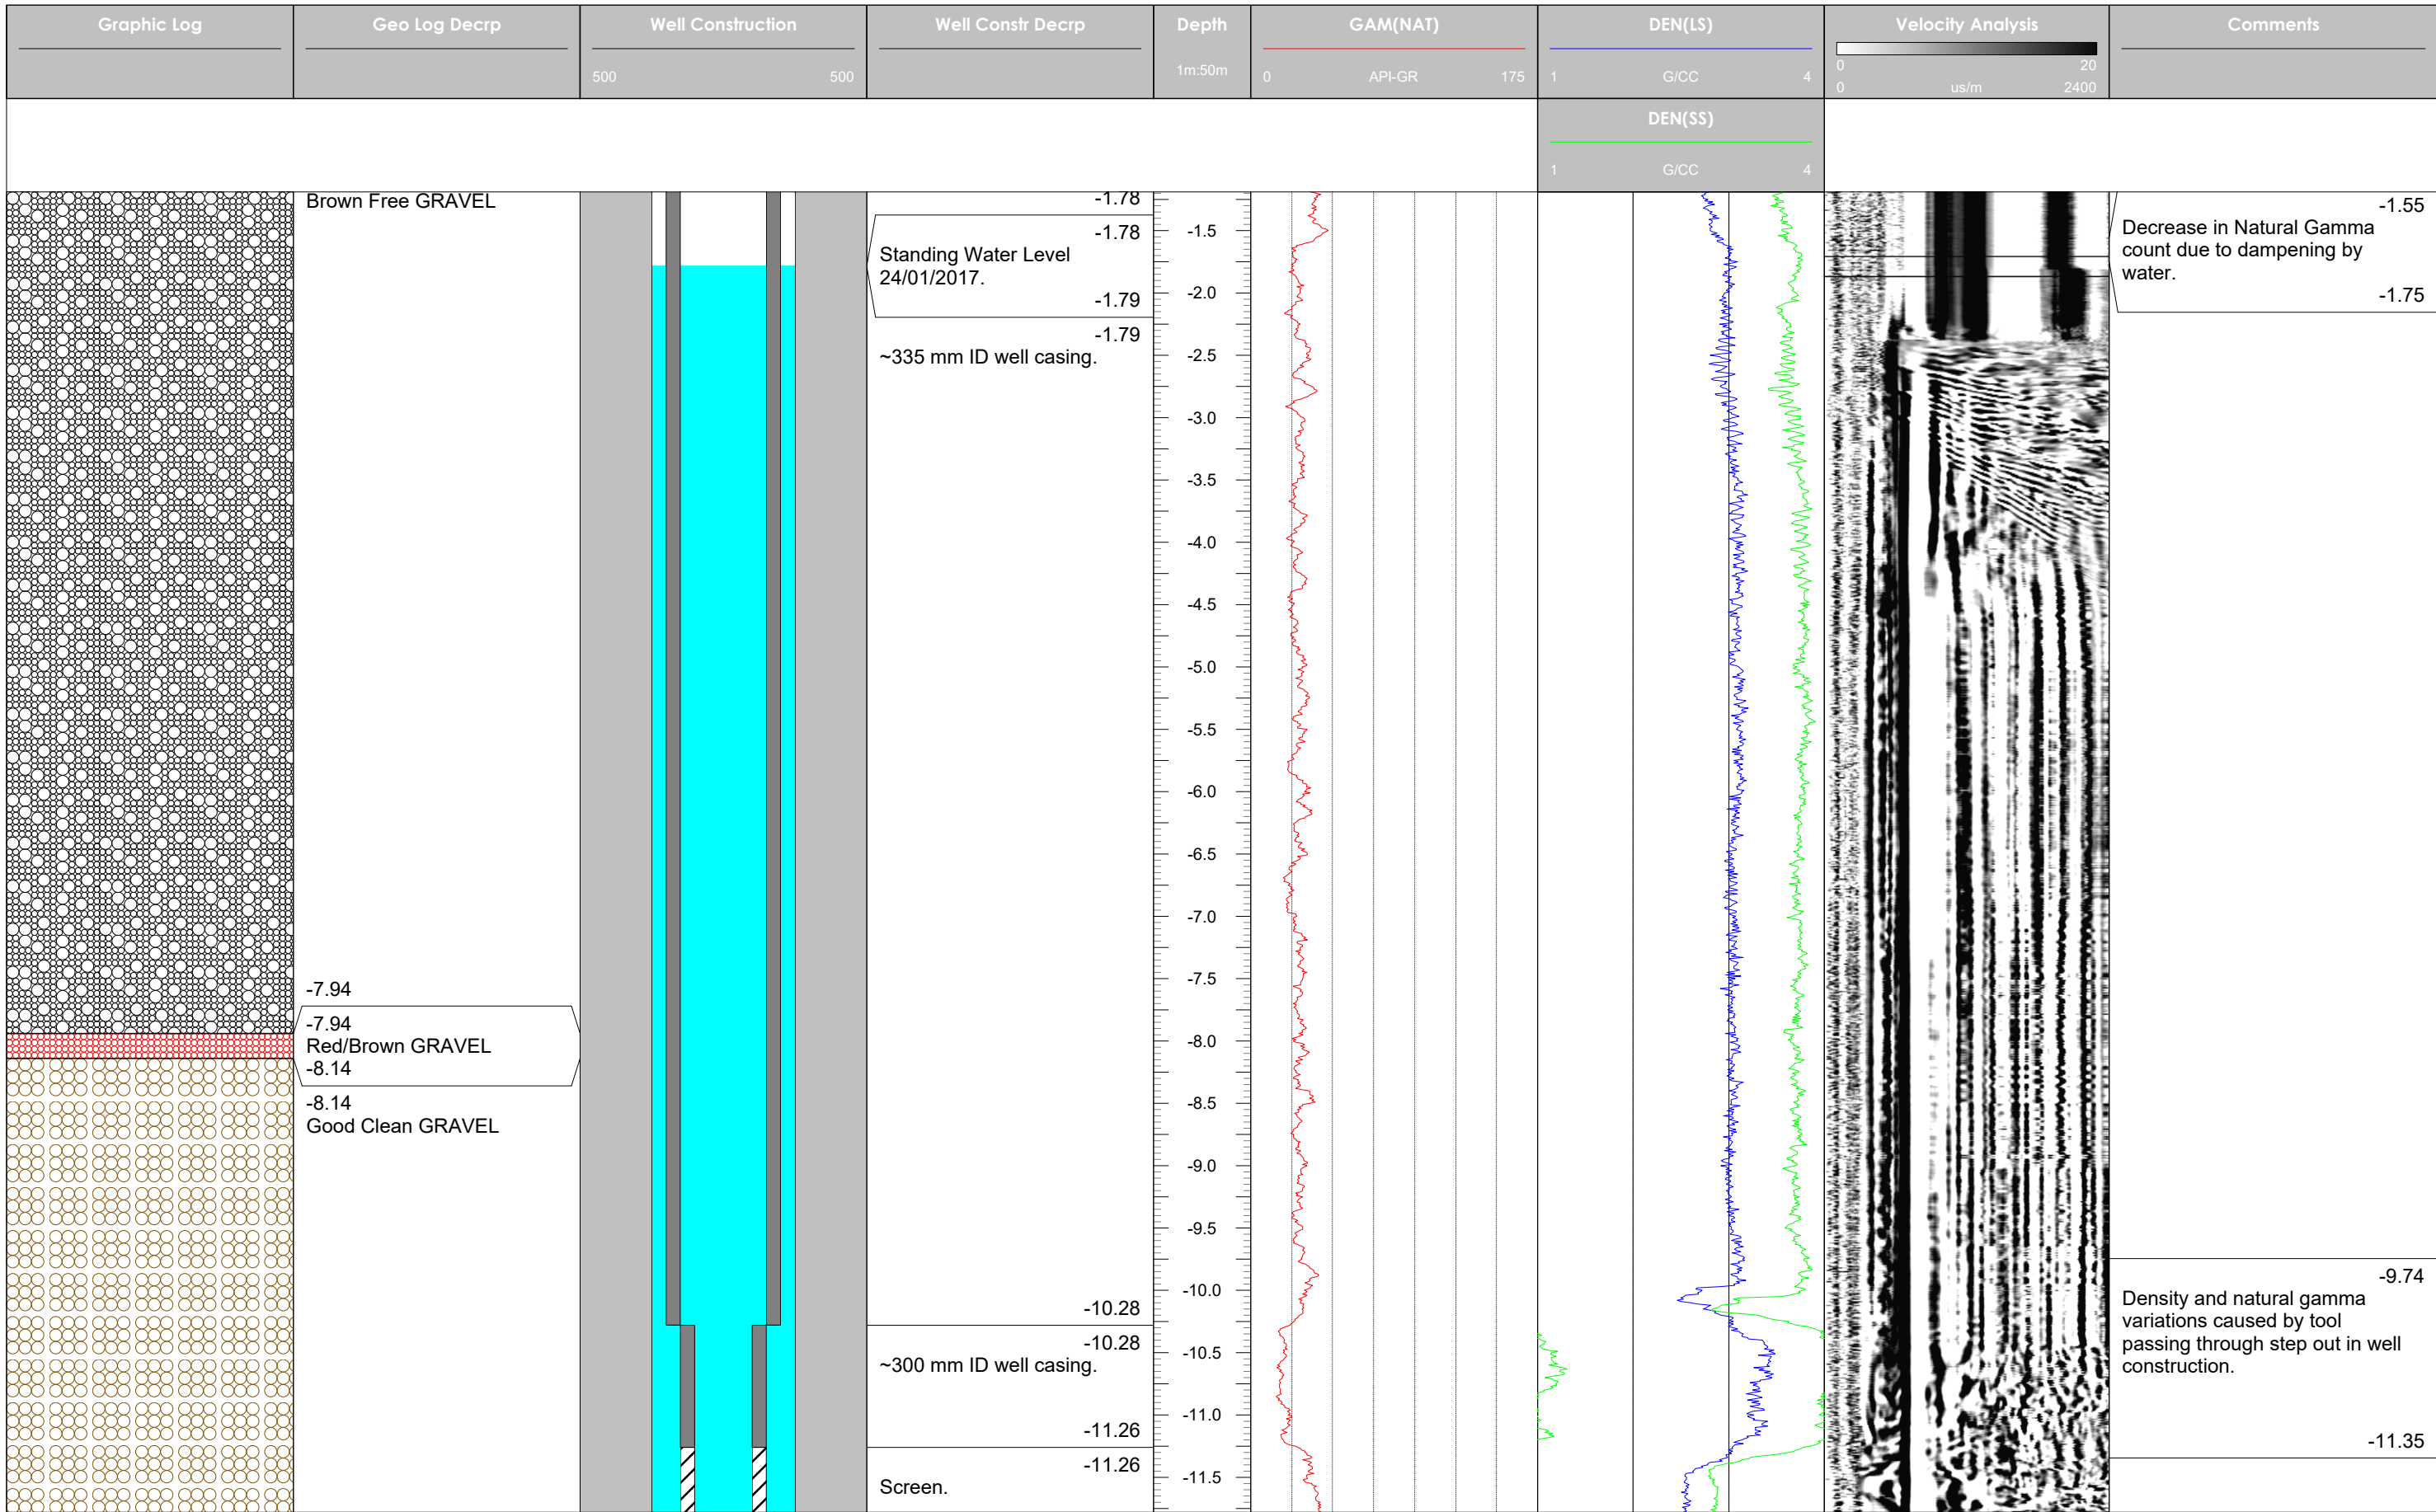 Graphic Log
Geo Log Decrp
Well Construction
500 500
Well Constr Decrp
Depth
1m:50m
GAM(NAT)
0 API-GR 175
DEN(LS)
1 G/CC 4
DEN(SS)
1 G/CC 4
Velocity Analysis
0 20
0 us/m 2400
Comments
Brown Free GRAVEL
-7.94
-7.94
Red/Brown GRAVEL
-8.14
-8.14
Good Clean GRAVEL
-1.78
-1.78
Standing Water Level
24/01/2017.
-1.79
-1.79
~335 mm ID well casing.
-10.28
-10.28
~300 mm ID well casing.
-11.26
-11.26
Screen.
-1.5
-2.0
-2.5
-3.0
-3.5
-4.0
-4.5
-5.0
-5.5
-6.0
-6.5
-7.0
-7.5
-8.0
-8.5
-9.0
-9.5
-10.0
-10.5
-11.0
-11.5
-1.55
Decrease in Natural Gamma
count due to dampening by
water.
-1.75
-9.74
Density and natural gamma
variations caused by tool
passing through step out in well
construction.
-11.35